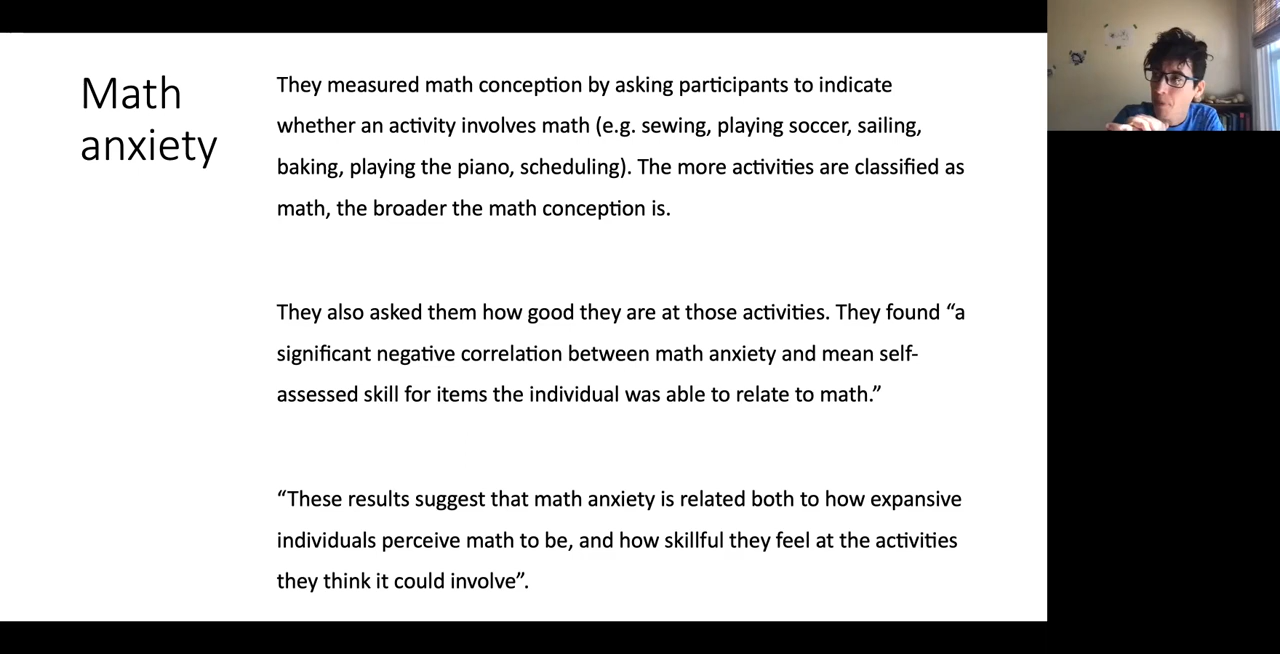 Math
anxiety
They measured math conception by asking participants to indicate
whether an activity involves math (e.g. sewing, playing soccer, sailing,
baking, playing the piano, scheduling). The more activities are classified as
math, the broader the math conception is.
They also asked them how good they are at those activities. They found “a
significant negative correlation between math anxiety and mean self-
assessed skill for items the individual was able to relate to math.”
“These results suggest that math anxiety is related both to how expansive
individuals perceive math to be, and how skillful they feel at the activities
they think it could involve”.